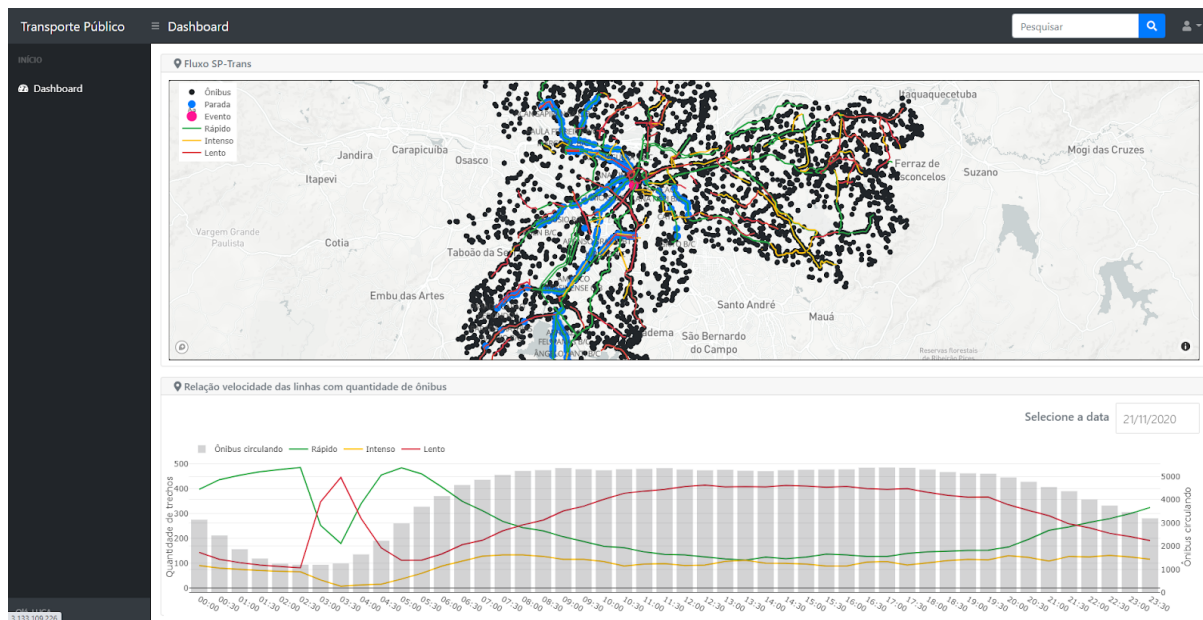 Transporte Público
Dashboard
Pesquisar
INÍCIO
Dashboard
Fluxo SP-Trans
Ônibus
Parada
Evento
Rápido
Intenso
Lento
Itaquaquecetuba
Jandira
Carapicuíba
Osasco
Mogi das Cruzes
Itapevi
Ferraz de
Suzano
Vargem Grande
Paulista
Cotia
Taboão da
Embu das Artes
Santo André
Mauá
São Bernardo
do Campo
Reservas florestais
de Ribeirão Pires
Relação velocidade das linhas com quantidade de ônibus
Selecione a data 21/11/2020
Ônibus circulando Rápido Intenso Lento
Quantidade de trechos
500
400
300
200
100
0
Ônibus circulando
5000
4000
3000
2000
1000
0
00:00 00:30 01:00 01:30 02:00 02:30 03:00 03:30 04:00 04:30 05:00 05:30 06:00 06:30 07:00 07:30 08:00 08:30 09:00 09:30 10:00 10:30 11:00 11:30 12:00 12:30 13:00 13:30 14:00 14:30 15:00 15:30 16:00 16:30 17:00 17:30 18:00 18:30 19:00 19:30 20:00 20:30 21:00 21:30 22:00 22:30 23:00 23:30
3.133.109.226